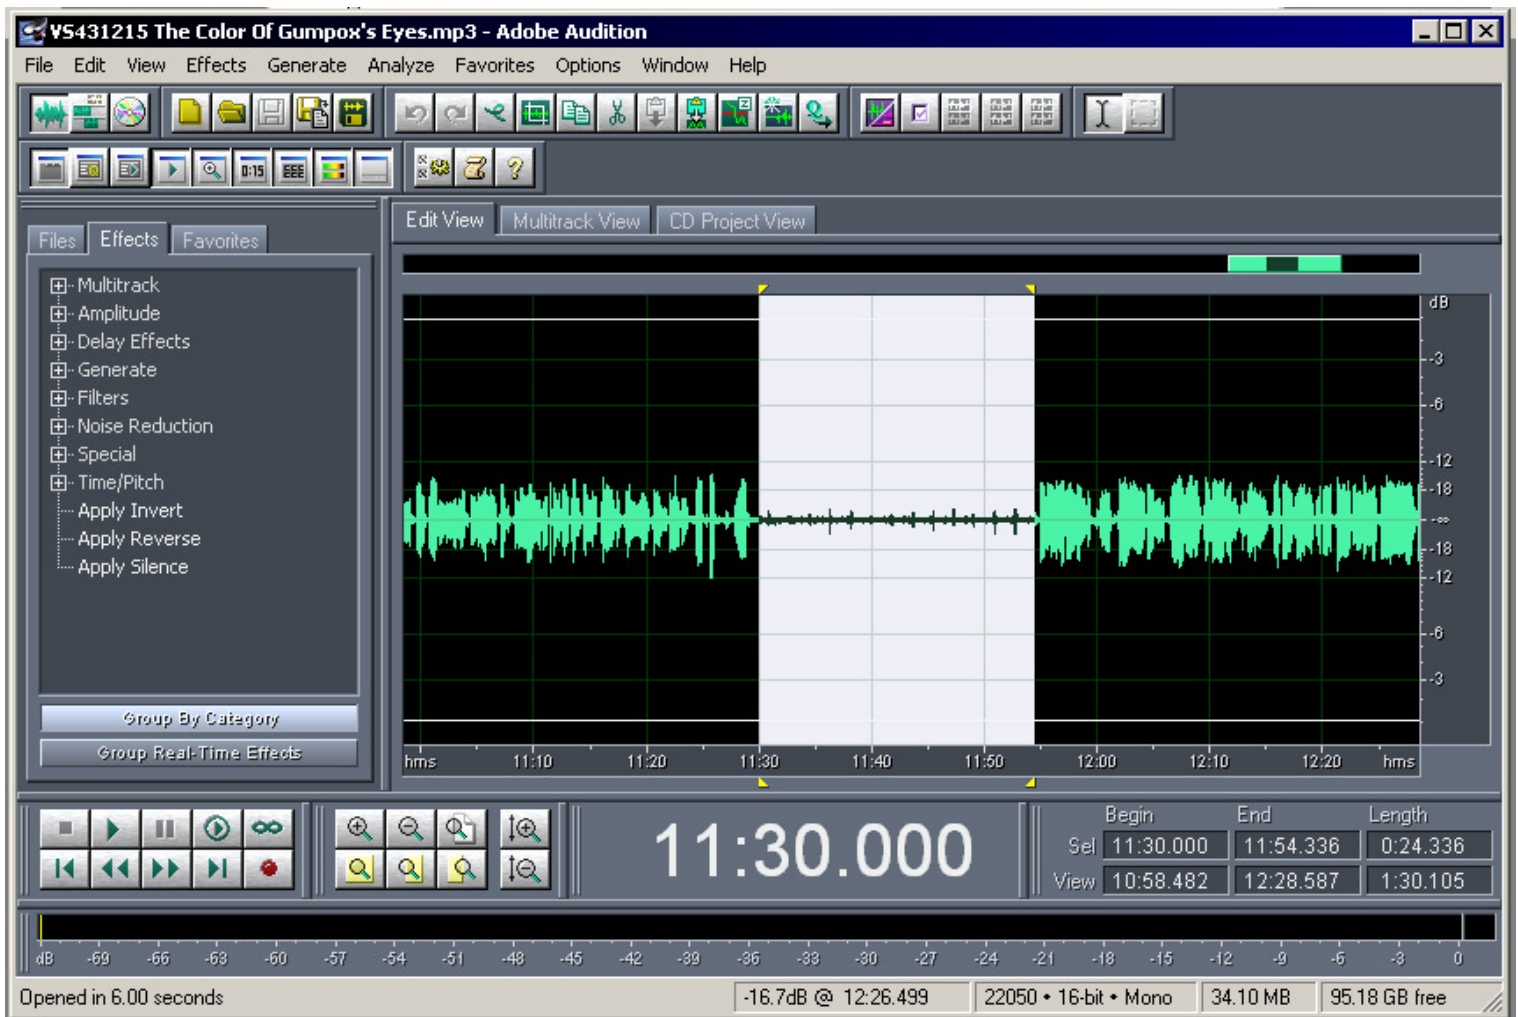 VS431215 The Color Of Gumpox's Eyes.mp3 - Adobe Audition
File Edit View Effects Generate Analyze Favorites Options Window Help
0:15
Files Effects Favorites
Edit View Multitrack View CD Project View
Multitrack
Amplitude
Delay Effects
Generate
Filters
Noise Reduction
Special
Time/Pitch
Apply Invert
Apply Reverse
Apply Silence
Group By Category
Group Real-Time Effects
dB
-3
-6
-12
-18
-∞
-18
-12
-6
-3
hms 11:10 11:20 11:30 11:40 11:50 12:00 12:10 12:20 hms
11:30.000
Begin End Length
Sel 11:30.000 11:54.336 0:24.336
View 10:58.482 12:28.587 1:30.105
dB -69 -66 -63 -60 -57 -54 -51 -48 -45 -42 -39 -36 -33 -30 -27 -24 -21 -18 -15 -12 -9 -6 -3 0
Opened in 6.00 seconds -16.7dB @ 12:26.499 22050 • 16-bit • Mono 34.10 MB 95.18 GB free